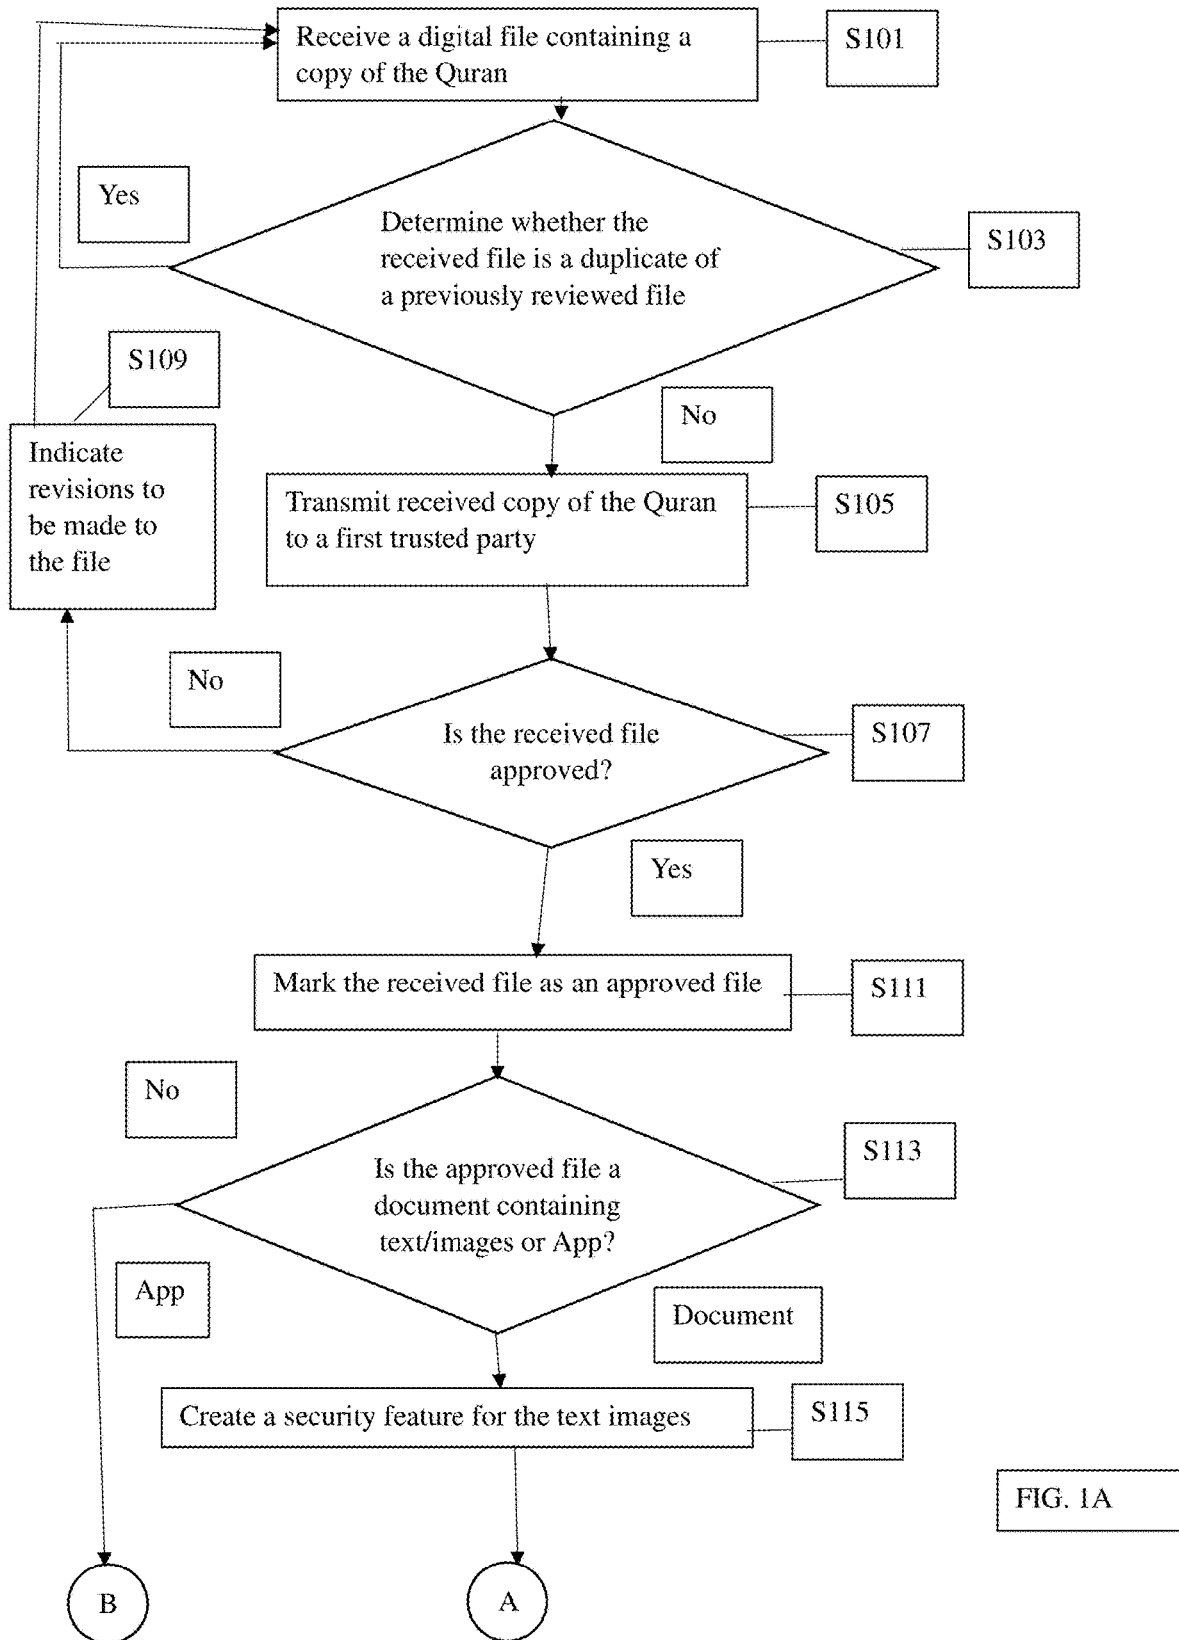 Receive a digital file containing a
copy of the Quran
S101
Yes
Determine whether the
received file is a duplicate of
a previously reviewed file
S103
S109
No
Indicate
revisions to
be made to
the file
Transmit received copy of the Quran
to a first trusted party
S105
No
Is the received file
approved?
S107
Yes
Mark the received file as an approved file
S111
No
Is the approved file a
document containing
text/images or App?
S113
App
Document
Create a security feature for the text images
S115
FIG. 1A
B
A